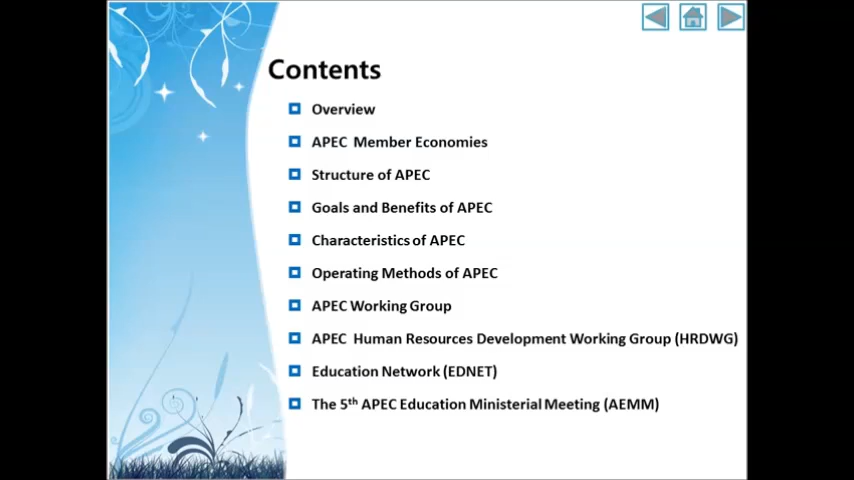 Contents
Overview
APEC Member Economies
Structure of APEC
Goals and Benefits of APEC
Characteristics of APEC
Operating Methods of APEC
APEC Working Group
APEC Human Resources Development Working Group (HRDWG)
Education Network (EDNET)
The 5th APEC Education Ministerial Meeting (AEMM)